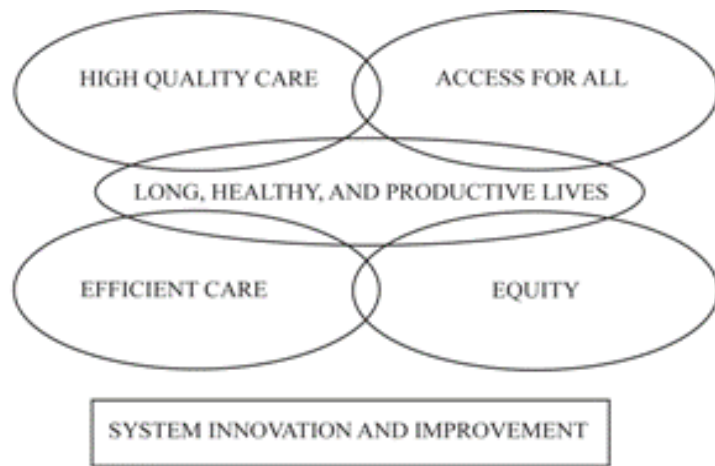 HIGH QUALITY CARE
ACCESS FOR ALL
LONG, HEALTHY, AND PRODUCTIVE LIVES
EFFICIENT CARE
EQUITY
SYSTEM INNOVATION AND IMPROVEMENT